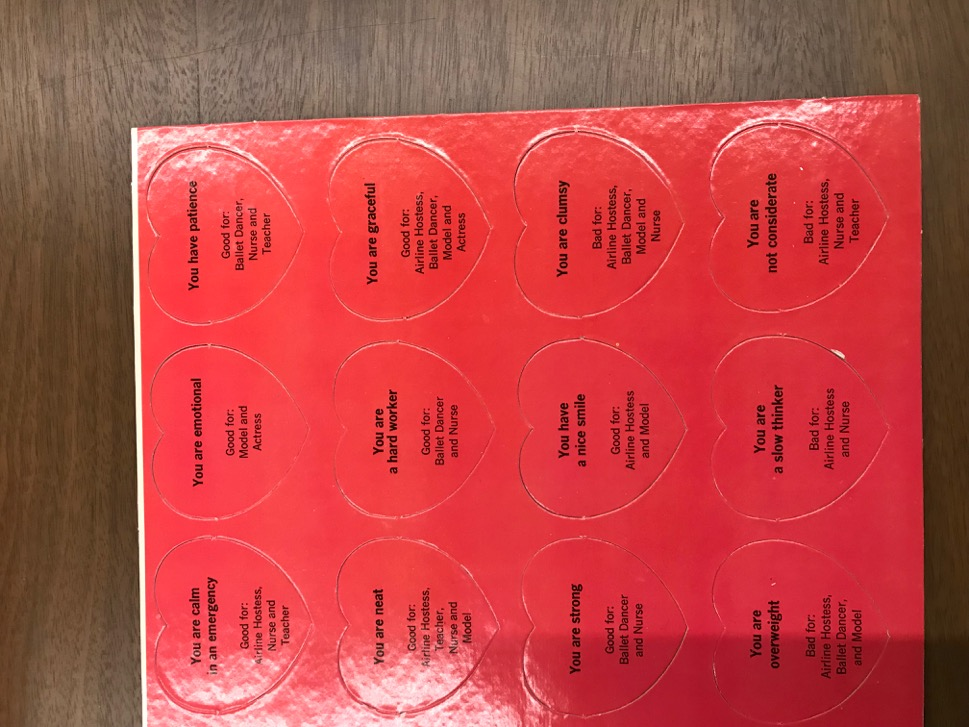 You are calm
in an emergency
Good for:
Airline Hostess,
Nurse and
Teacher
You are emotional
Good for:
Model and
Actress
You have patience
Good for:
Ballet Dancer,
Nurse and
Teacher
You are neat
Good for:
Airline Hostess,
Teacher,
Nurse and
Model
You are
a hard worker
Good for:
Ballet Dancer
and Nurse
You are graceful
Good for:
Airline Hostess,
Ballet Dancer,
Model and
Actress
You are strong
Good for:
Ballet Dancer
and Nurse
You have
a nice smile
Good for:
Airline Hostess
and Model
You are clumsy
Bad for:
Airline Hostess,
Ballet Dancer,
Model and
Nurse
You are
overweight
Bad for:
Airline Hostess,
Ballet Dancer,
and Model
You are
a slow thinker
Bad for:
Airline Hostess
and Nurse
You are
not considerate
Bad for:
Airline Hostess,
Nurse and
Teacher